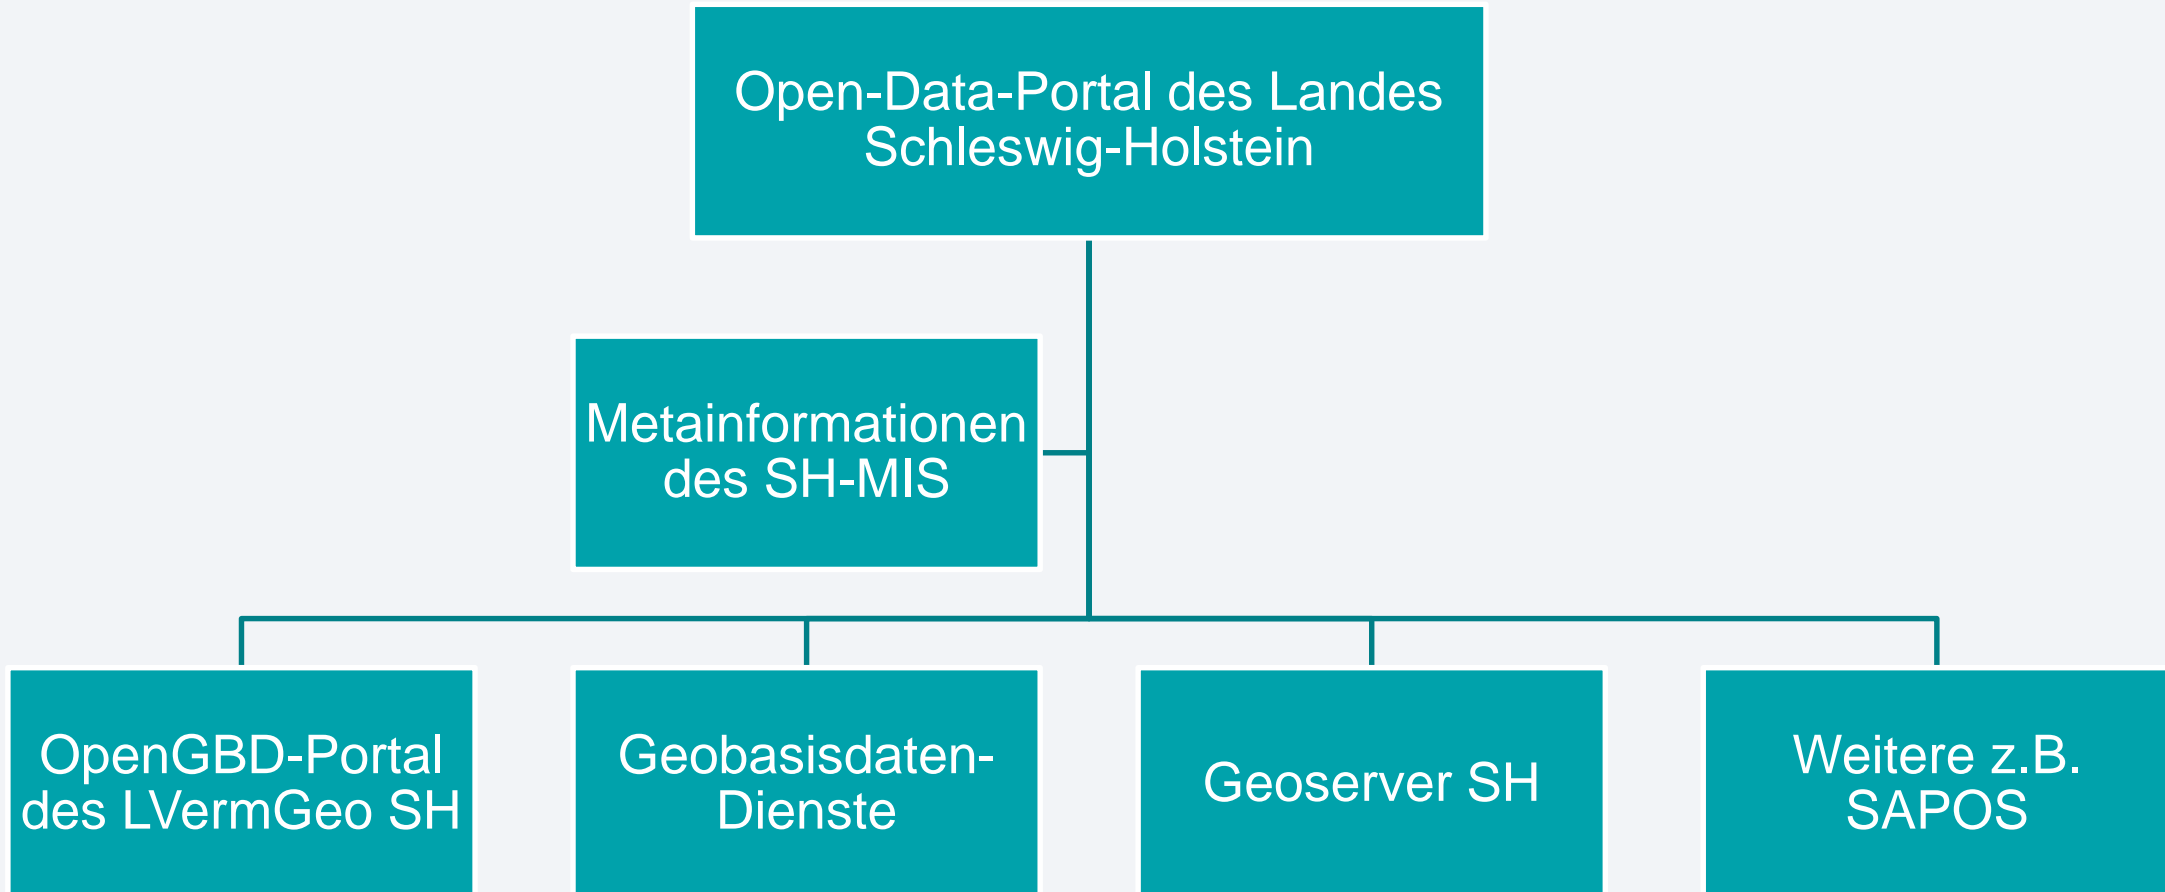 Open-Data-Portal des Landes
Schleswig-Holstein
Metainformationen
des SH-MIS
OpenGBD-Portal
des LVermGeo SH
Geobasisdaten-
Dienste
Geoserver SH
Weitere z.B.
SAPOS